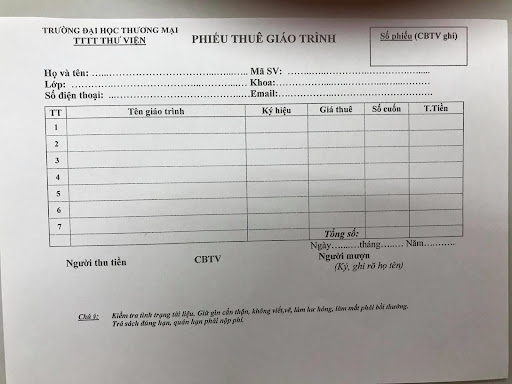 TRƯỜNG ĐẠI HỌC THƯƠNG MẠI
TTTT THƯ VIỆN
PHIẾU THUÊ GIÁO TRÌNH
Số phiếu (CBTV ghi)
Họ và tên: ........................................ Mã SV: ........................................
Lớp: ........................................ Khoa:........................................
Số điện thoại: ........................................ Email:........................................
TT Tên giáo trình Ký hiệu Giá thuê Số cuốn T.Tiền
1
2
3
4
5
6
7
Tổng số:
Ngày..........tháng........ Năm..........
Người thu tiền CBTV Người mượn
(Ký, ghi rõ họ tên)
Chú ý: Kiểm tra tình trạng tài liệu. Giữ gìn cẩn thận, không viết,vẽ, làm hư hỏng, làm mất phải bồi thường.
Trả sách đúng hạn, quán hạn phải nộp phí.